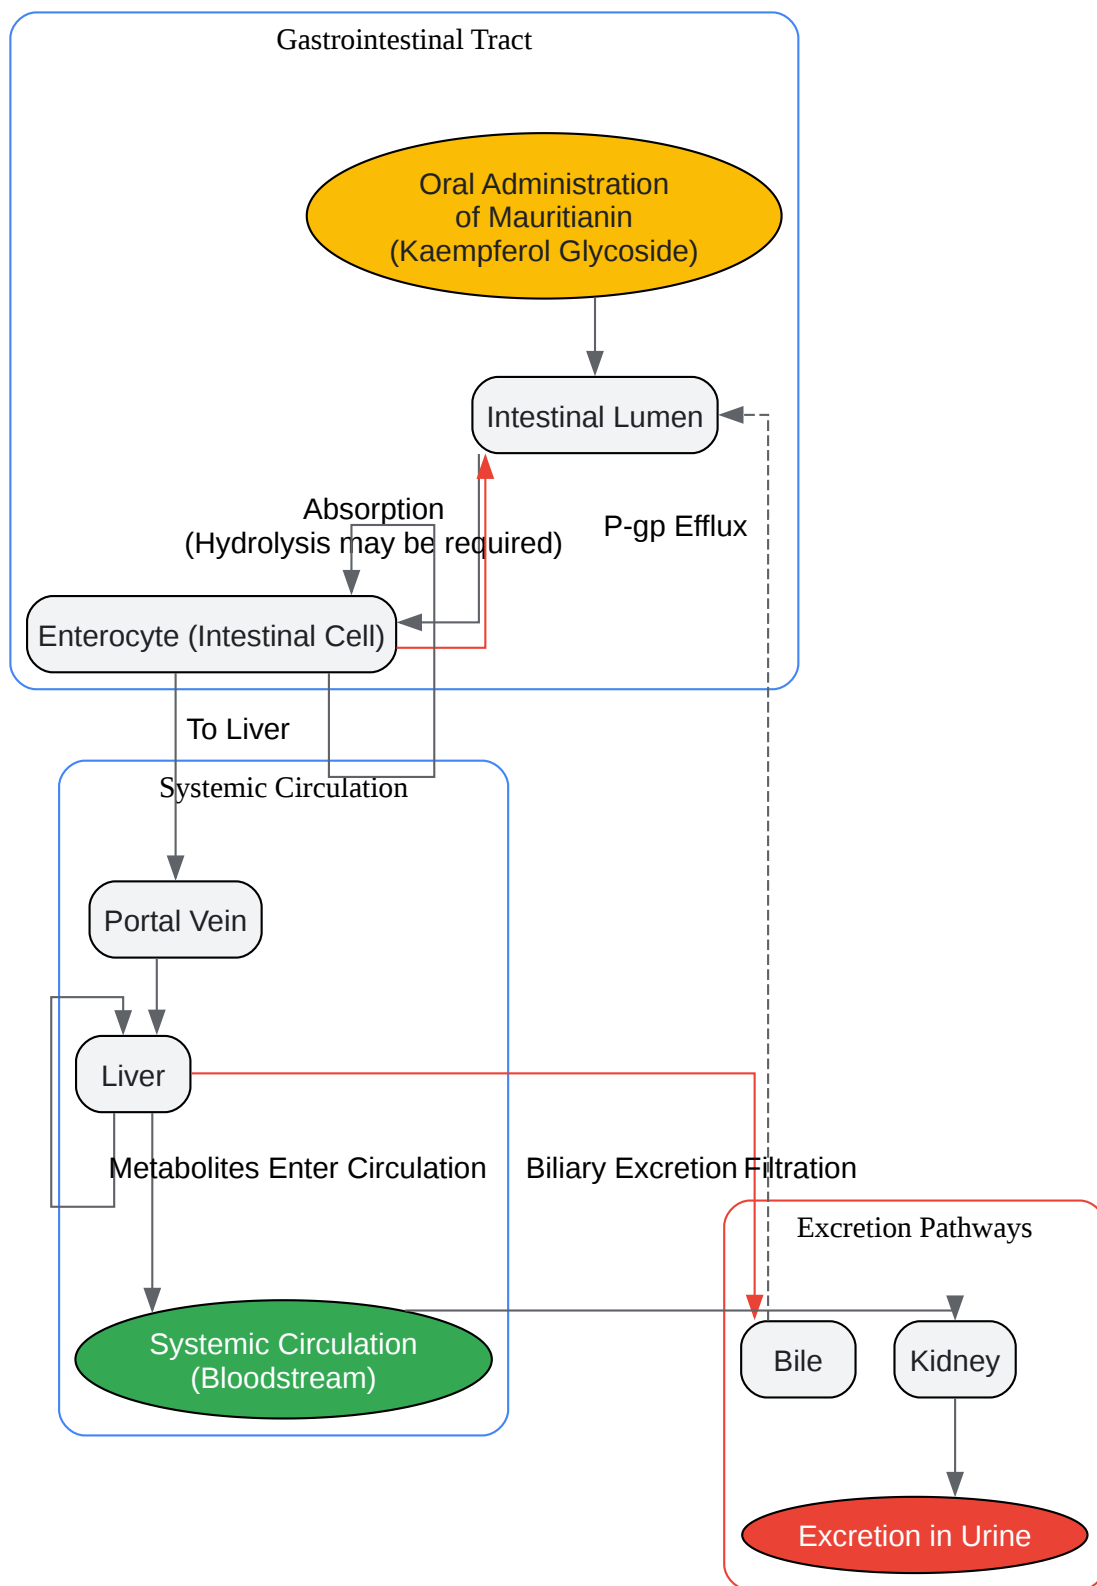 Gastrointestinal Tract
Oral Administration
of Mauritianin
(Kaempferol Glycoside)
Intestinal Lumen
Absorption
(Hydrolysis may be required)
P-gp Efflux
Enterocyte (Intestinal Cell)
To Liver
Systemic Circulation
Portal Vein
Liver
Metabolites Enter Circulation
Biliary Excretion
Filtration
Excretion Pathways
Systemic Circulation
(Bloodstream)
Bile
Kidney
Excretion in Urine